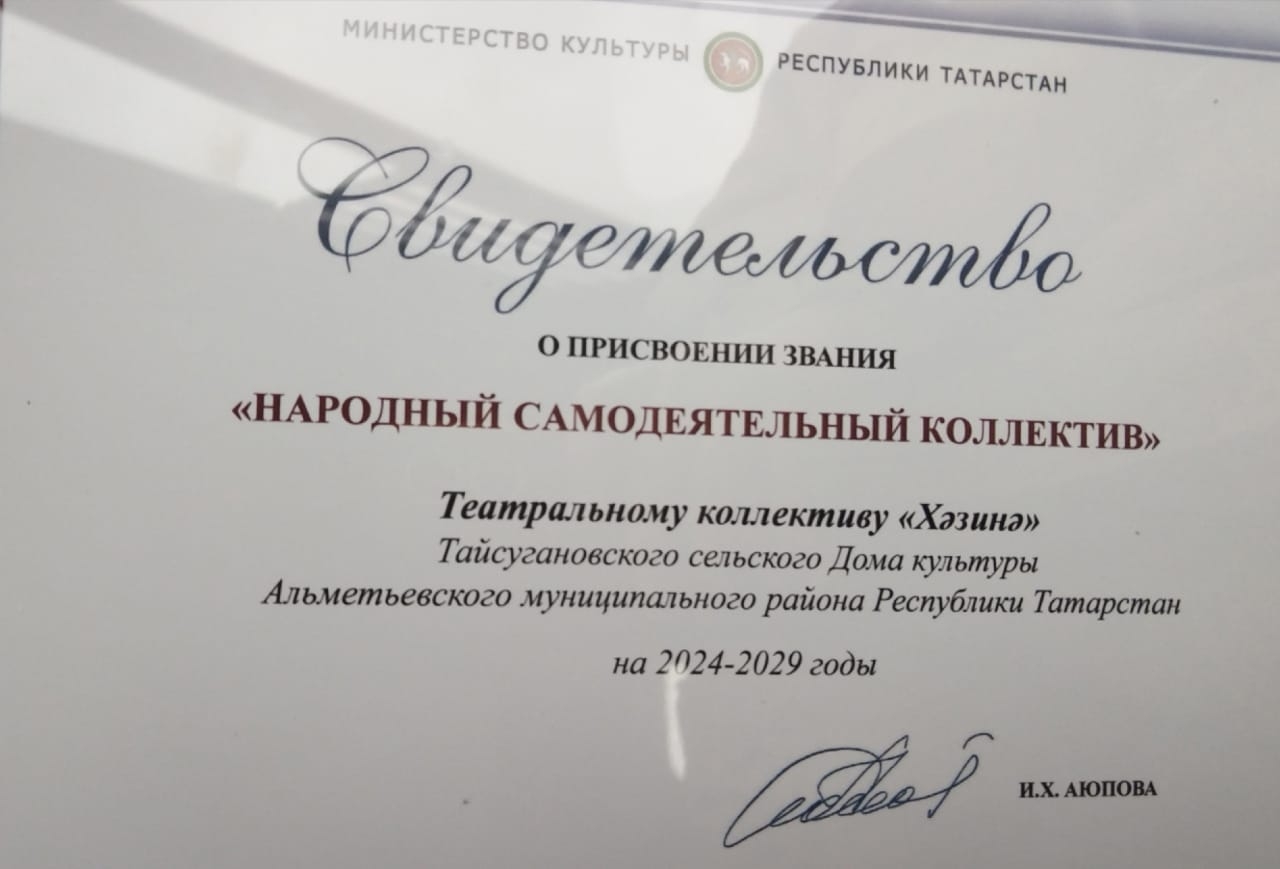 МИНИСТЕРСТВО КУЛЬТУРЫ РЕСПУБЛИКИ ТАТАРСТАН
Свидетельство
О ПРИСВОЕНИИ ЗВАНИЯ
«НАРОДНЫЙ САМОДЕЯТЕЛЬНЫЙ КОЛЛЕКТИВ»
Театральному коллективу «Хәзинә»
Тайсугановского сельского Дома культуры
Альметьевского муниципального района Республики Татарстан
на 2024-2029 годы
И.Х. АЮПОВА